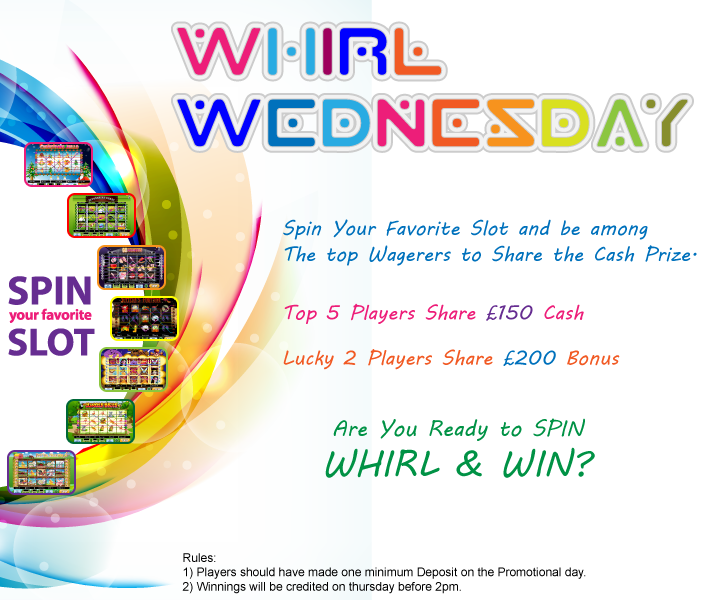 WHIRL
WEDNESDAY
SPIN
your favorite
SLOT
Spin Your Favorite Slot and be among
The top Wagerers to Share the Cash Prize.
Top 5 Players Share £150 Cash
Lucky 2 Players Share £200 Bonus
Are You Ready to SPIN
WHIRL & WIN?
Rules:
1) Players should have made one minimum Deposit on the Promotional day.
2) Winnings will be credited on thursday before 2pm.